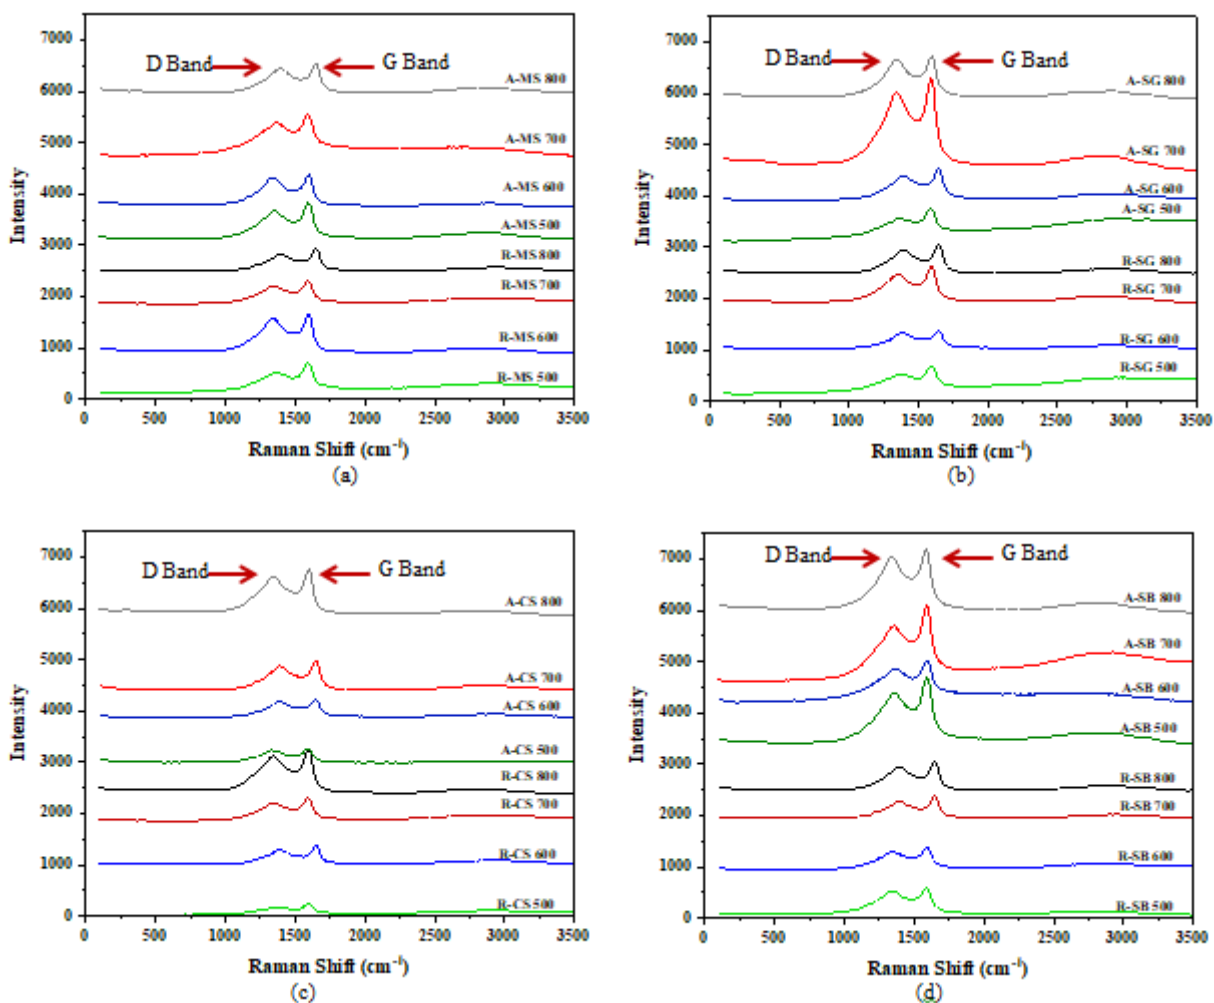 7000
6000
5000
4000
3000
2000
1000
0
Intensity
D Band
G Band
A-MS 800
A-MS 700
A-MS 600
A-MS 500
R-MS 800
R-MS 700
R-MS 600
R-MS 500
0 500 1000 1500 2000 2500 3000 3500
Raman Shift (cm⁻¹)
(a)
7000
6000
5000
4000
3000
2000
1000
0
Intensity
D Band
G Band
A-SG 800
A-SG 700
A-SG 600
A-SG 500
R-SG 800
R-SG 700
R-SG 600
R-SG 500
0 500 1000 1500 2000 2500 3000 3500
Raman Shift (cm⁻¹)
(b)
7000
6000
5000
4000
3000
2000
1000
0
Intensity
D Band
G Band
A-CS 800
A-CS 700
A-CS 600
A-CS 500
R-CS 800
R-CS 700
R-CS 600
R-CS 500
0 500 1000 1500 2000 2500 3000 3500
Raman Shift (cm⁻¹)
(c)
7000
6000
5000
4000
3000
2000
1000
0
Intensity
D Band
G Band
A-SB 800
A-SB 700
A-SB 600
A-SB 500
R-SB 800
R-SB 700
R-SB 600
R-SB 500
0 500 1000 1500 2000 2500 3000 3500
Raman Shift (cm⁻¹)
(d)